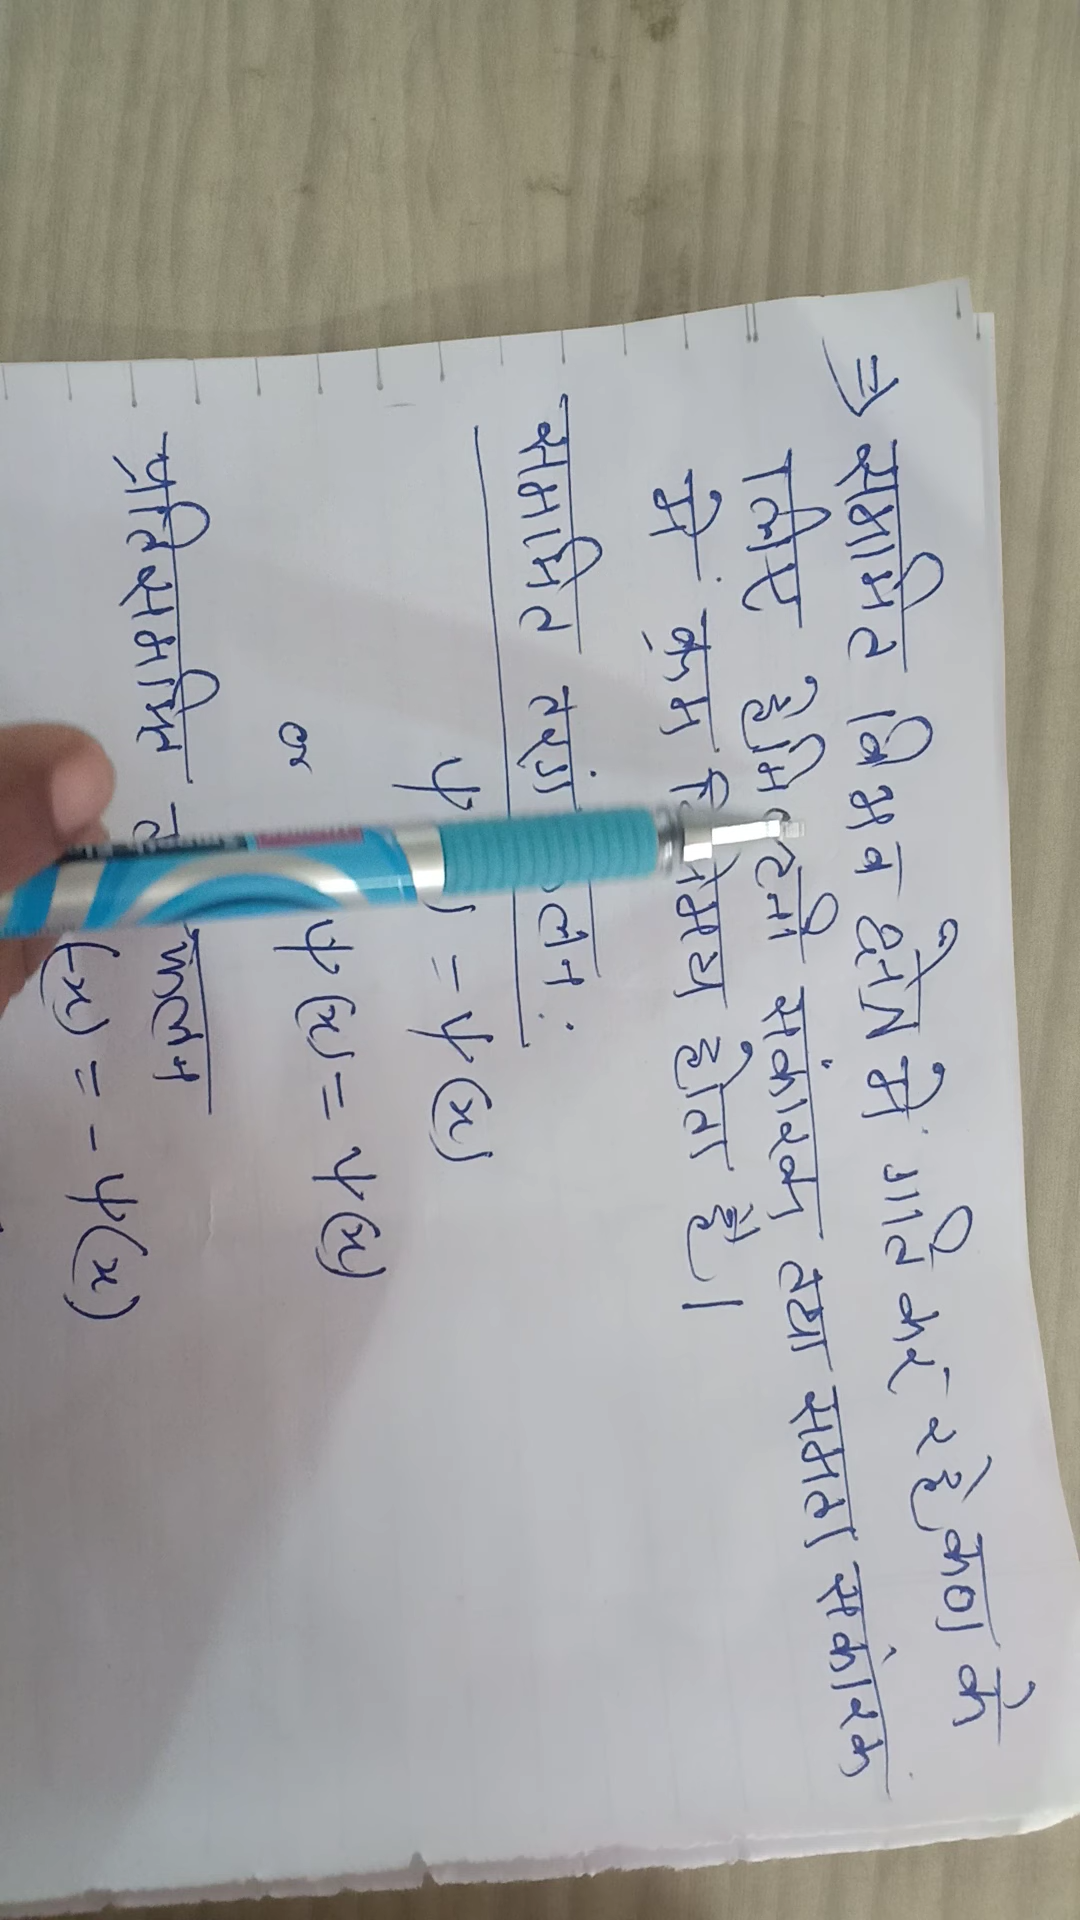 ⇒ सममित विभव क्षेत्र में गति कर रहे कण के
लिए हैमिल्टनी संकारक तथा समता संकारक
में क्रम विनिमेय होता है।
सममित तरंग फलन:
ψ = ψ(x)
or ψ(x) = ψ(x)
प्रतिसममित फलन
(x) = - ψ(x)